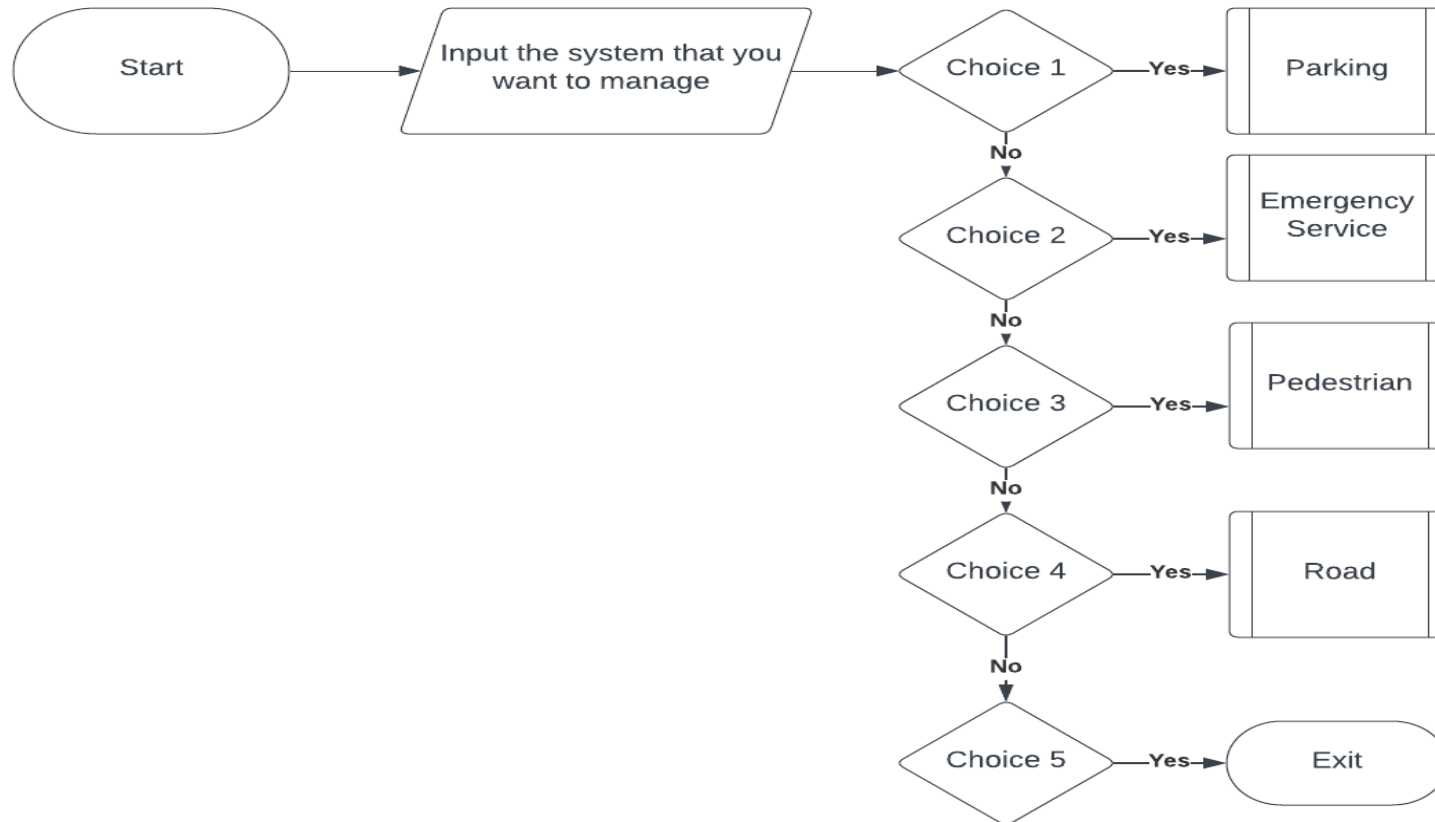 Start
Input the system that you
want to manage
Choice 1
Yes
Parking
No
Choice 2
Yes
Emergency
Service
No
Choice 3
Yes
Pedestrian
No
Choice 4
Yes
Road
No
Choice 5
Yes
Exit